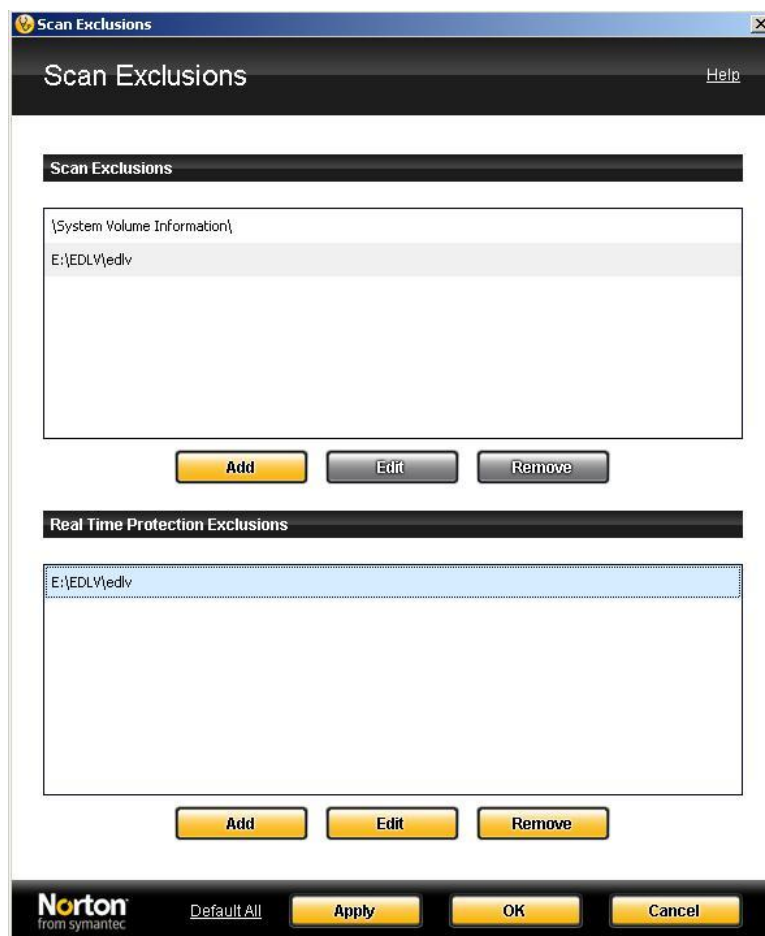 Scan Exclusions
Scan Exclusions
Help
Scan Exclusions
\System Volume Information\
E:\EDLV\edlv
Add
Edit
Remove
Real Time Protection Exclusions
E:\EDLV\edlv
Add
Edit
Remove
Norton
from symantec
Default All
Apply
OK
Cancel